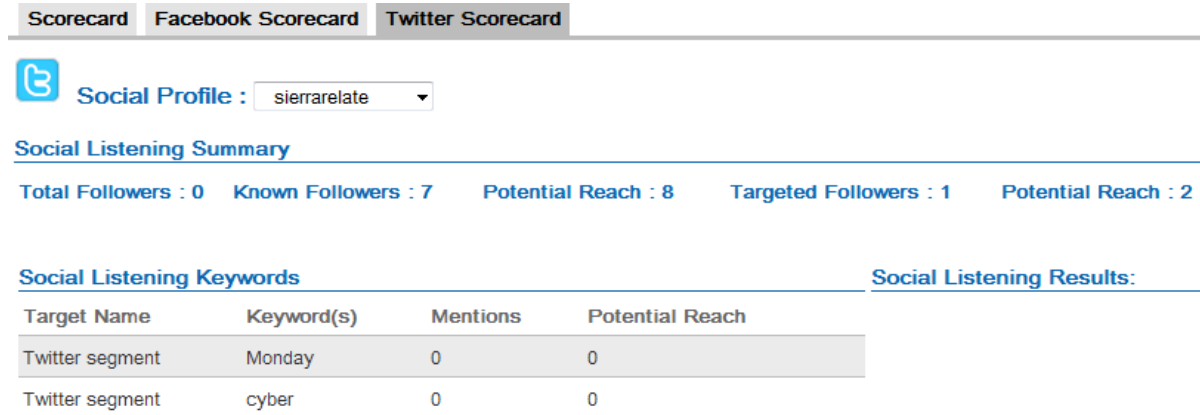 Scorecard Facebook Scorecard Twitter Scorecard
Social Profile : sierrarelate
Social Listening Summary
Total Followers : 0 Known Followers : 7 Potential Reach : 8 Targeted Followers : 1 Potential Reach : 2
Social Listening Keywords Social Listening Results:
Target Name Keyword(s) Mentions Potential Reach
Twitter segment Monday 0 0
Twitter segment cyber 0 0